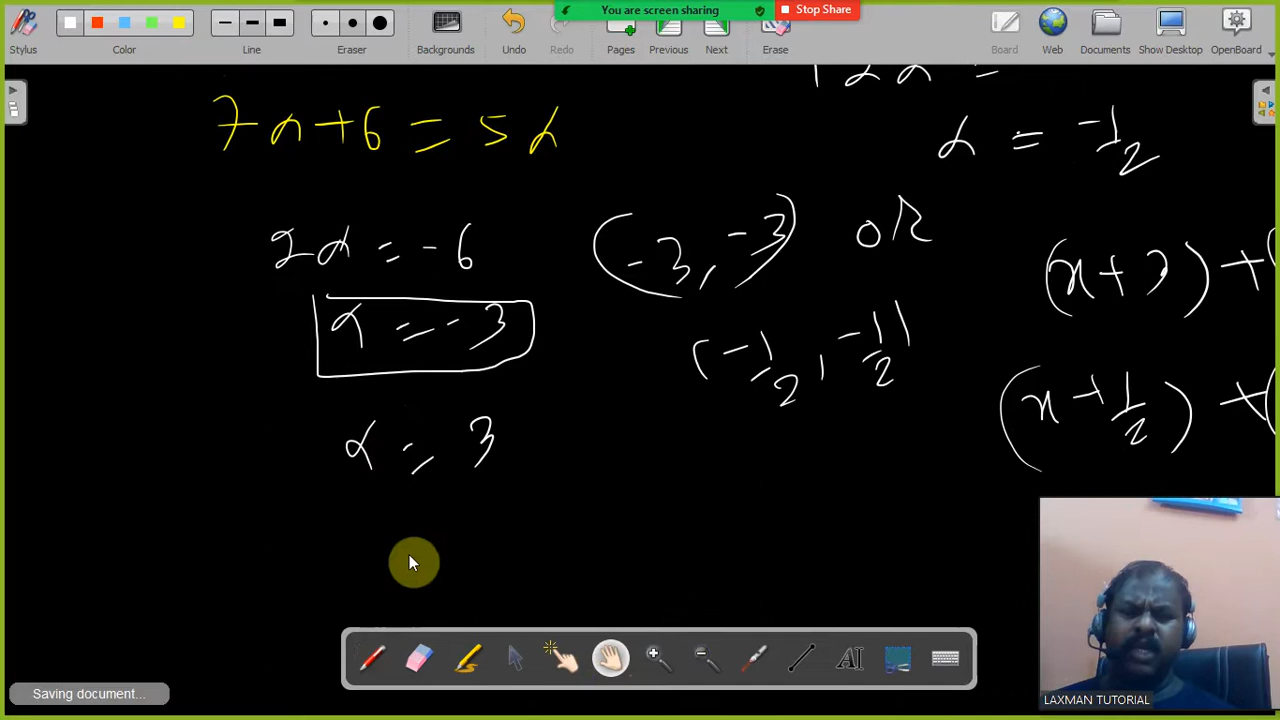 You are screen sharing
Stop Share
Stylus
Color
Line
Eraser
Backgrounds
Undo
Redo
Pages
Previous
Next
Erase
Board
Web
Documents
Show Desktop
OpenBoard
12α =
7α + 6 = 5α
α = -1/2
2α = -6
(-3, -3) OR
(x + 3) +
α = -3
(-1/2, -1/2)
(x + 1/2) +
α = 3
AI
LAXMAN TUTORIAL
Saving document...